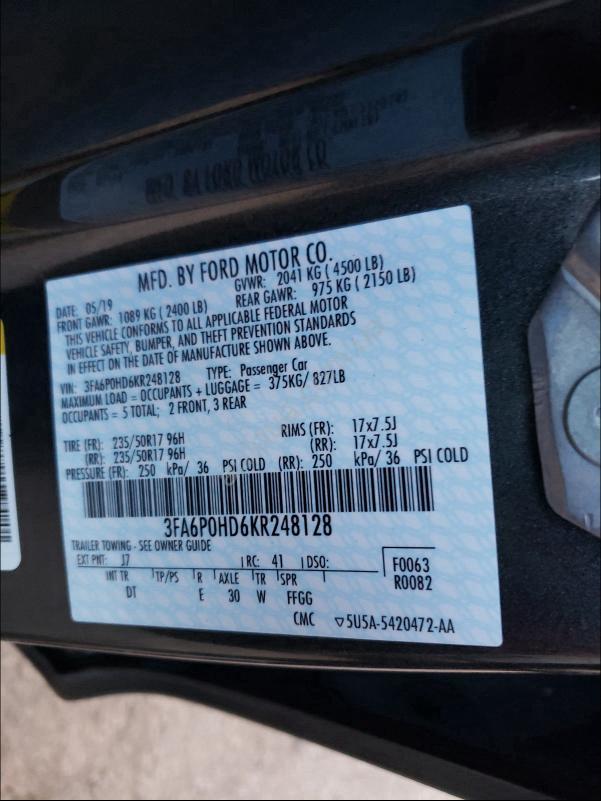 MFD. BY FORD MOTOR CO.
DATE: 05/19 GVWR: 2041 KG ( 4500 LB)
FRONT GAWR: 1089 KG ( 2400 LB) REAR GAWR: 975 KG ( 2150 LB)
THIS VEHICLE CONFORMS TO ALL APPLICABLE FEDERAL MOTOR
VEHICLE SAFETY, BUMPER, AND THEFT PREVENTION STANDARDS
IN EFFECT ON THE DATE OF MANUFACTURE SHOWN ABOVE.
VIN: 3FA6P0HD6KR248128 TYPE: Passenger Car
MAXIMUM LOAD = OCCUPANTS + LUGGAGE = 375KG/ 827LB
OCCUPANTS = 5 TOTAL; 2 FRONT, 3 REAR
TIRE (FR): 235/50R17 96H RIMS (FR): 17x7.5J
(RR): 235/50R17 96H (RR): 17x7.5J
PRESSURE (FR): 250 kPa/ 36 PSI COLD (RR): 250 kPa/ 36 PSI COLD
3FA6P0HD6KR248128
TRAILER TOWING - SEE OWNER GUIDE
EXT PNT: J7 RC: 41 DSO: F0063
INT TR TP/PS R AXLE TR SPR R0082
DT E 30 W FFGG
CMC ▽5U5A-5420472-AA